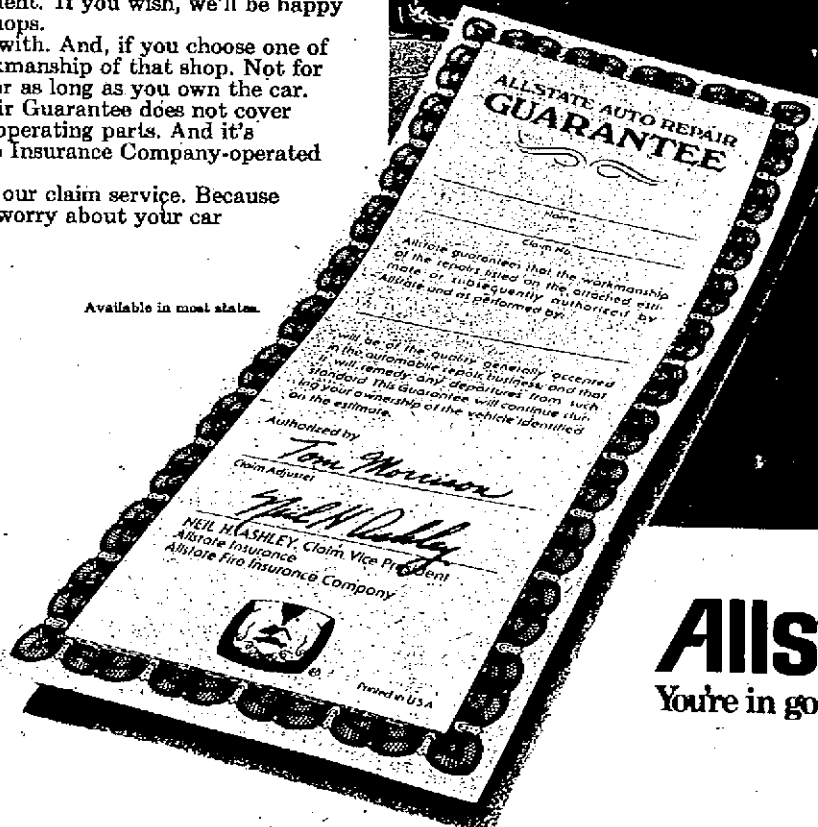 ent. If you wish, we'll be happy
hops.
with. And, if you choose one of
kmanship of that shop. Not for
r as long as you own the car.
ir Guarantee does not cover
operating parts. And it's
Insurance Company-operated
our claim service. Because
worry about your car
Available in most states.
ALLSTATE AUTO REPAIR
GUARANTEE
Name
Claim No.
Allstate guarantees that the workmanship
of the repairs listed on the attached esti-
mate or subsequently authorized by
Allstate and as performed by:
will be of the quality generally accepted
in the automobile repair business and that
it will remedy any departures from such
standard. This Guarantee will continue dur-
ing your ownership of the vehicle identified
on the estimate.
Authorized by
Tom Morrison
Claim Adjuster
Neil H Ashley
NEIL H. ASHLEY, Claim Vice President
Allstate Insurance
Allstate Fire Insurance Company
Printed in U S A
Alls
You're in go